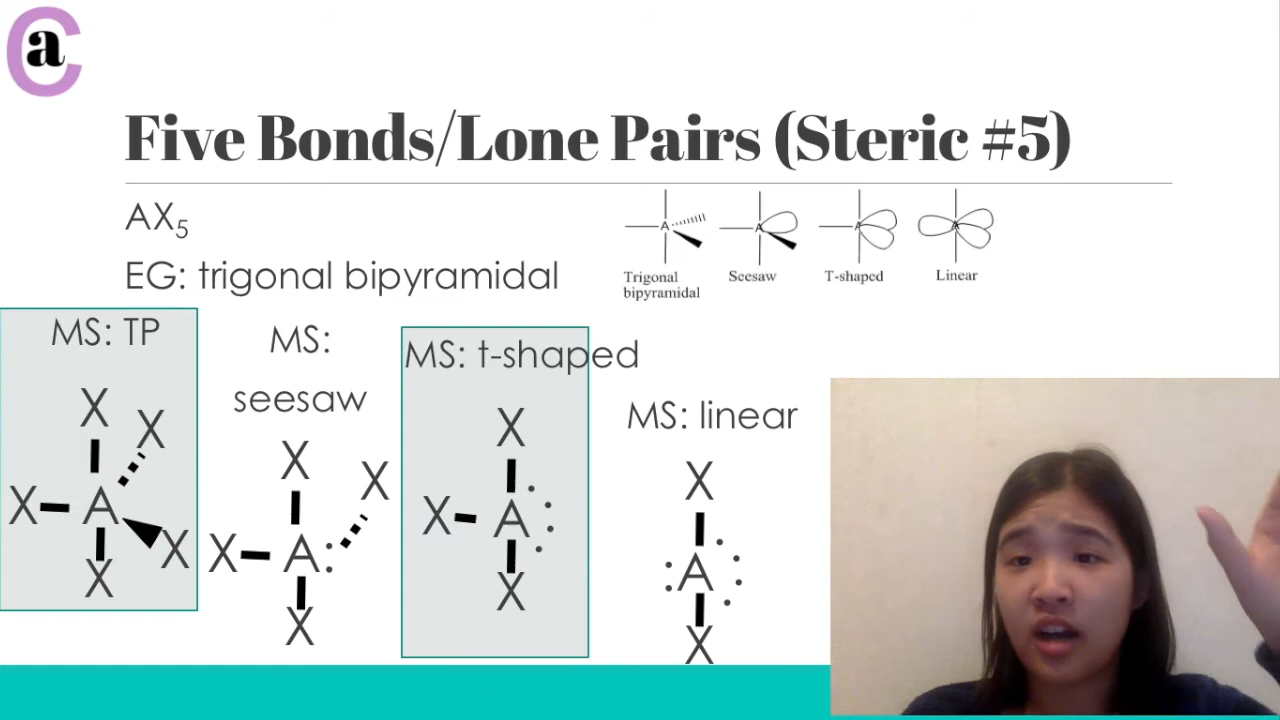 a
C
Five Bonds/Lone Pairs (Steric #5)
AX₅
EG: trigonal bipyramidal
A
A
A
A
Trigonal
bipyramidal
Seesaw
T-shaped
Linear
MS: TP
X
X
X A
X
X
MS:
seesaw
X
X
X A:
X
MS: t-shaped
X
X A
X
MS: linear
X
:A
X